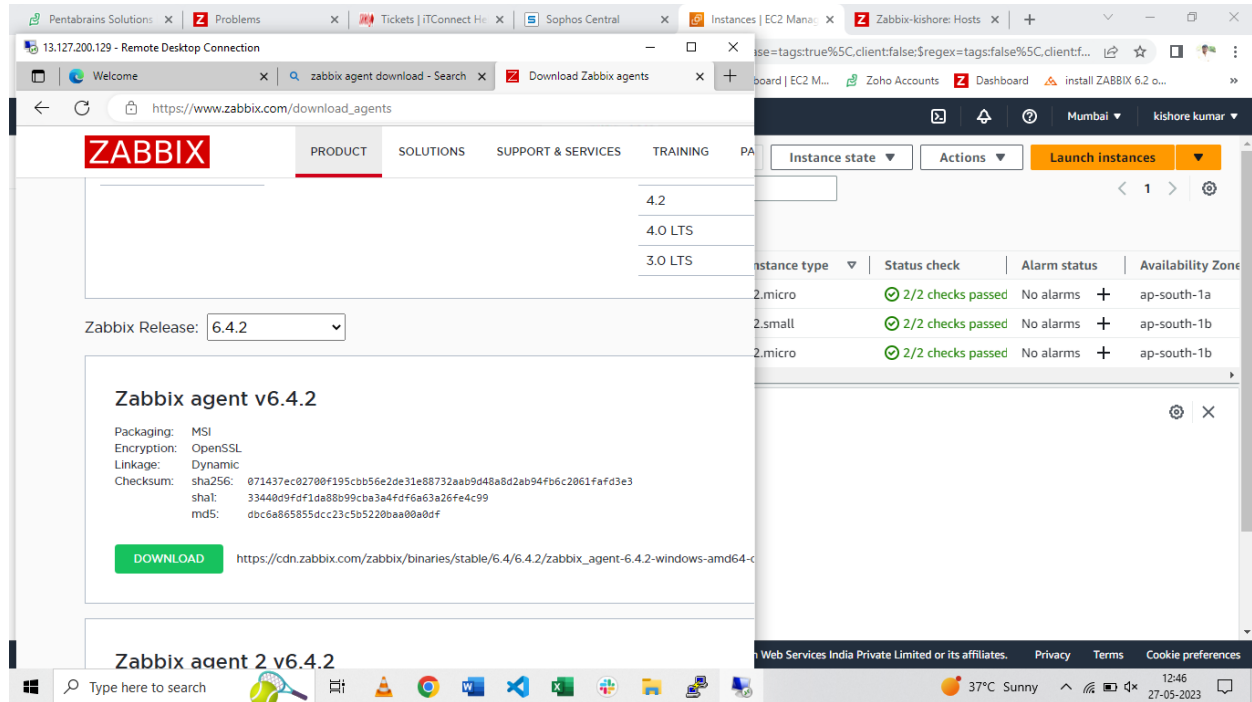 Pentabrains Solutions
Problems
Tickets | iTConnect He
Sophos Central
Instances | EC2 Manag
Zabbix-kishore: Hosts
13.127.200.129 - Remote Desktop Connection
ase=tags:true%5C,client:false;$regex=tags:false%5C,client:f...
Welcome
zabbix agent download - Search
Download Zabbix agents
board | EC2 M...
Zoho Accounts
Dashboard
install ZABBIX 6.2 o...
https://www.zabbix.com/download_agents
Mumbai
kishore kumar
ZABBIX
PRODUCT
SOLUTIONS
SUPPORT & SERVICES
TRAINING
PA
Instance state
Actions
Launch instances
1
4.2
4.0 LTS
3.0 LTS
nstance type
Status check
Alarm status
Availability Zone
2.micro
2/2 checks passed
No alarms
ap-south-1a
2.small
2/2 checks passed
No alarms
ap-south-1b
2.micro
2/2 checks passed
No alarms
ap-south-1b
Zabbix Release: 6.4.2
Zabbix agent v6.4.2
Packaging: MSI
Encryption: OpenSSL
Linkage: Dynamic
Checksum: sha256: 071437ec02700f195cbb56e2de31e88732aab9d48a8d2ab94fb6c2061fafd3e3
sha1: 33440d9fdf1da88b99cba3a4fdf6a63a26fe4c99
md5: dbc6a865855dcc23c5b5220baa00a0df
DOWNLOAD
https://cdn.zabbix.com/zabbix/binaries/stable/6.4/6.4.2/zabbix_agent-6.4.2-windows-amd64-
Zabbix agent 2 v6.4.2
Web Services India Private Limited or its affiliates.
Privacy
Terms
Cookie preferences
Type here to search
37°C Sunny
12:46
27-05-2023